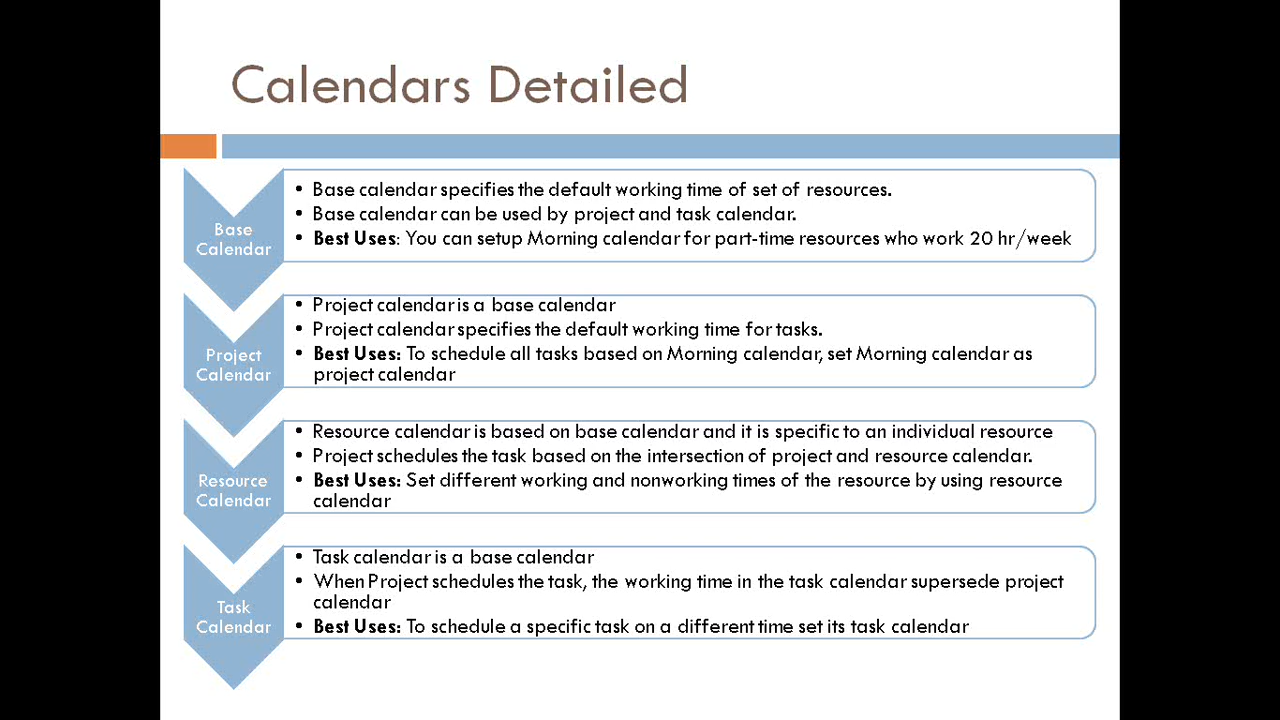 Calendars Detailed
Base
Calendar
• Base calendar specifies the default working time of set of resources.
• Base calendar can be used by project and task calendar.
• Best Uses: You can setup Morning calendar for part-time resources who work 20 hr/week
Project
Calendar
• Project calendar is a base calendar
• Project calendar specifies the default working time for tasks.
• Best Uses: To schedule all tasks based on Morning calendar, set Morning calendar as
project calendar
Resource
Calendar
• Resource calendar is based on base calendar and it is specific to an individual resource
• Project schedules the task based on the intersection of project and resource calendar.
• Best Uses: Set different working and nonworking times of the resource by using resource
calendar
Task
Calendar
• Task calendar is a base calendar
• When Project schedules the task, the working time in the task calendar supersede project
calendar
• Best Uses: To schedule a specific task on a different time set its task calendar